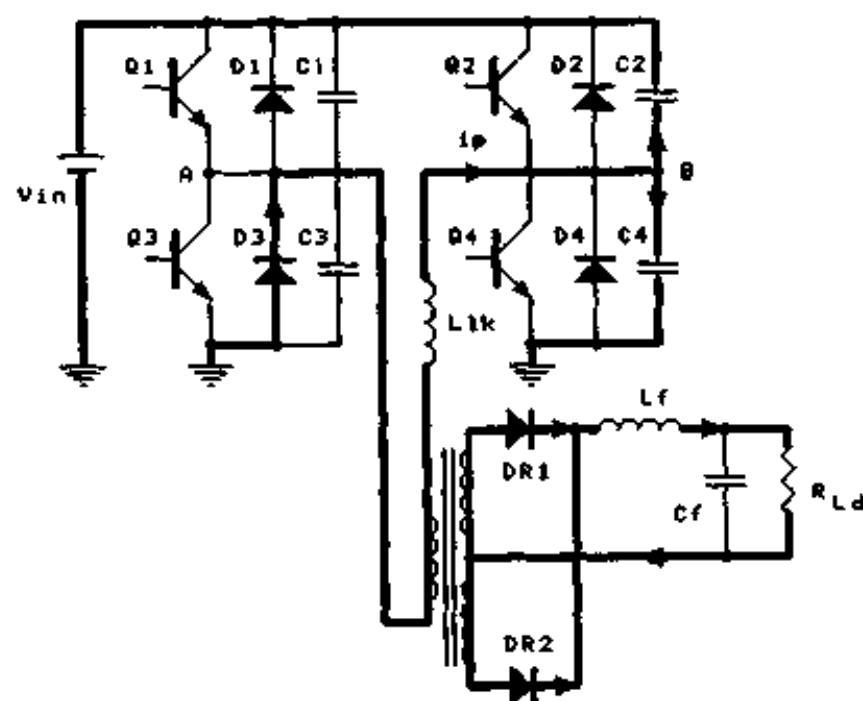 Q1 D1 C1 Q2 D2 C2
ip
Vin A B
Q3 D3 C3 Q4 D4 C4
Llk
Lf
DR1
Cf RLd
DR2